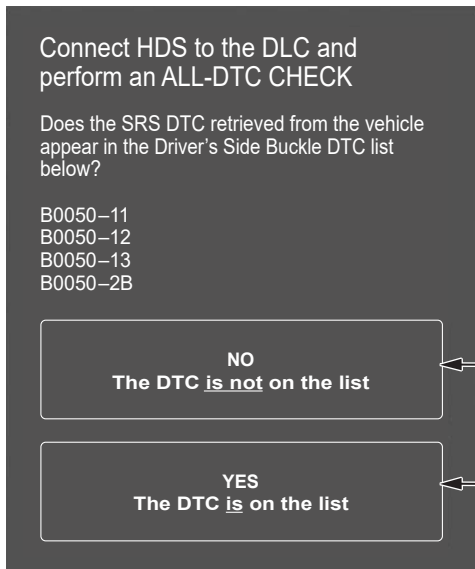 Connect HDS to the DLC and
perform an ALL-DTC CHECK
Does the SRS DTC retrieved from the vehicle
appear in the Driver’s Side Buckle DTC list
below?
B0050–11
B0050–12
B0050–13
B0050–2B
NO
The DTC is not on the list
YES
The DTC is on the list